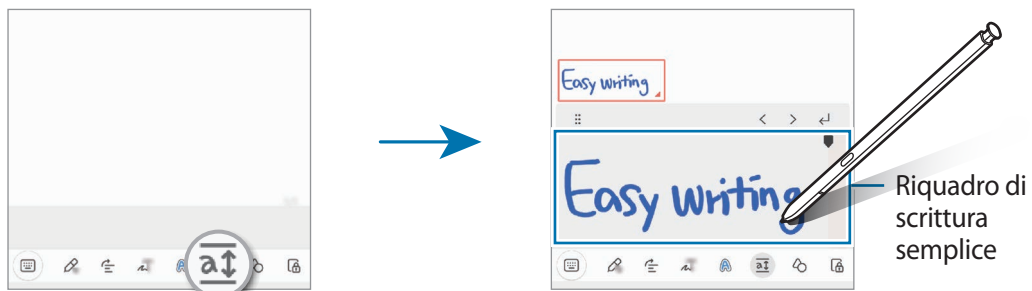 Easy writing
Easy writing
Riquadro di
scrittura
semplice